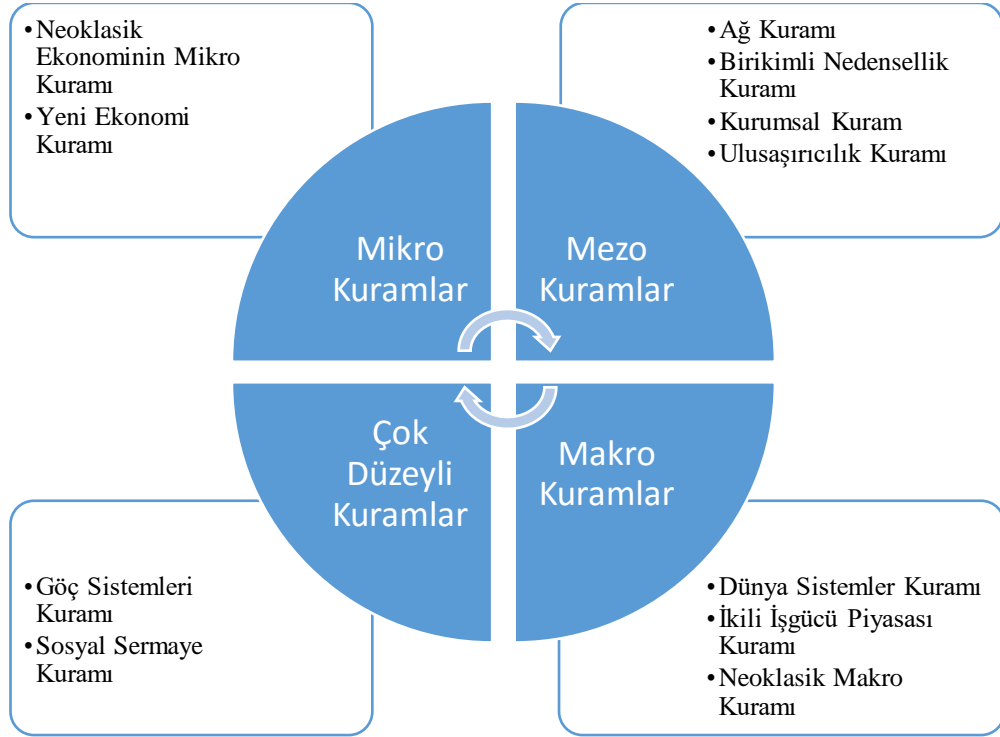 •Neoklasik
Ekonominin Mikro
Kuramı
•Yeni Ekonomi
Kuramı
•Ağ Kuramı
•Birikimli Nedensellik
Kuramı
•Kurumsal Kuram
•Ulusaşırıcılık Kuramı
Mikro
Kuramlar
Mezo
Kuramlar
Çok
Düzeyli
Kuramlar
Makro
Kuramlar
•Göç Sistemleri
Kuramı
•Sosyal Sermaye
Kuramı
•Dünya Sistemler Kuramı
•İkili İşgücü Piyasası
Kuramı
•Neoklasik Makro
Kuramı